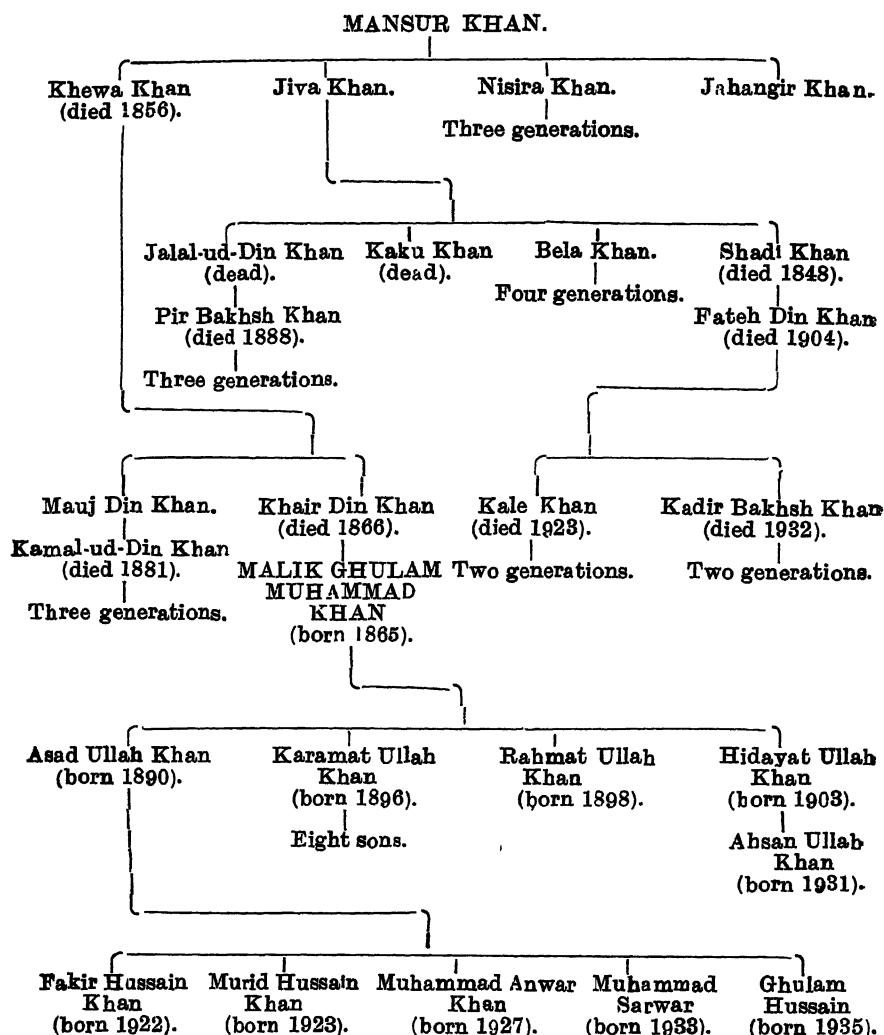 MANSUR KHAN.
Khewa Khan Jiva Khan. Nisira Khan. Jahangir Khan.
(died 1856).
Three generations.
Jalal-ud-Din Khan Kaku Khan Bela Khan. Shadi Khan
(dead). (dead). (died 1848).
Four generations.
Pir Bakhsh Khan Fateh Din Khan
(died 1888). (died 1904).
Three generations.
Mauj Din Khan. Khair Din Khan Kale Khan Kadir Bakhsh Khan
(died 1866). (died 1923). (died 1932).
Kamal-ud-Din Khan
(died 1881). MALIK GHULAM Two generations. Two generations.
MUHAMMAD
Three generations. KHAN
(born 1865).
Asad Ullah Khan Karamat Ullah Rahmat Ullah Hidayat Ullah
(born 1890). Khan Khan Khan
(born 1896). (born 1898). (born 1903).
Eight sons. Ahsan Ullah
Khan
(born 1931).
Fakir Hussain Murid Hussain Muhammad Anwar Muhammad Ghulam
Khan Khan Khan Sarwar Hussain
(born 1922). (born 1923). (born 1927). (born 1933). (born 1935).